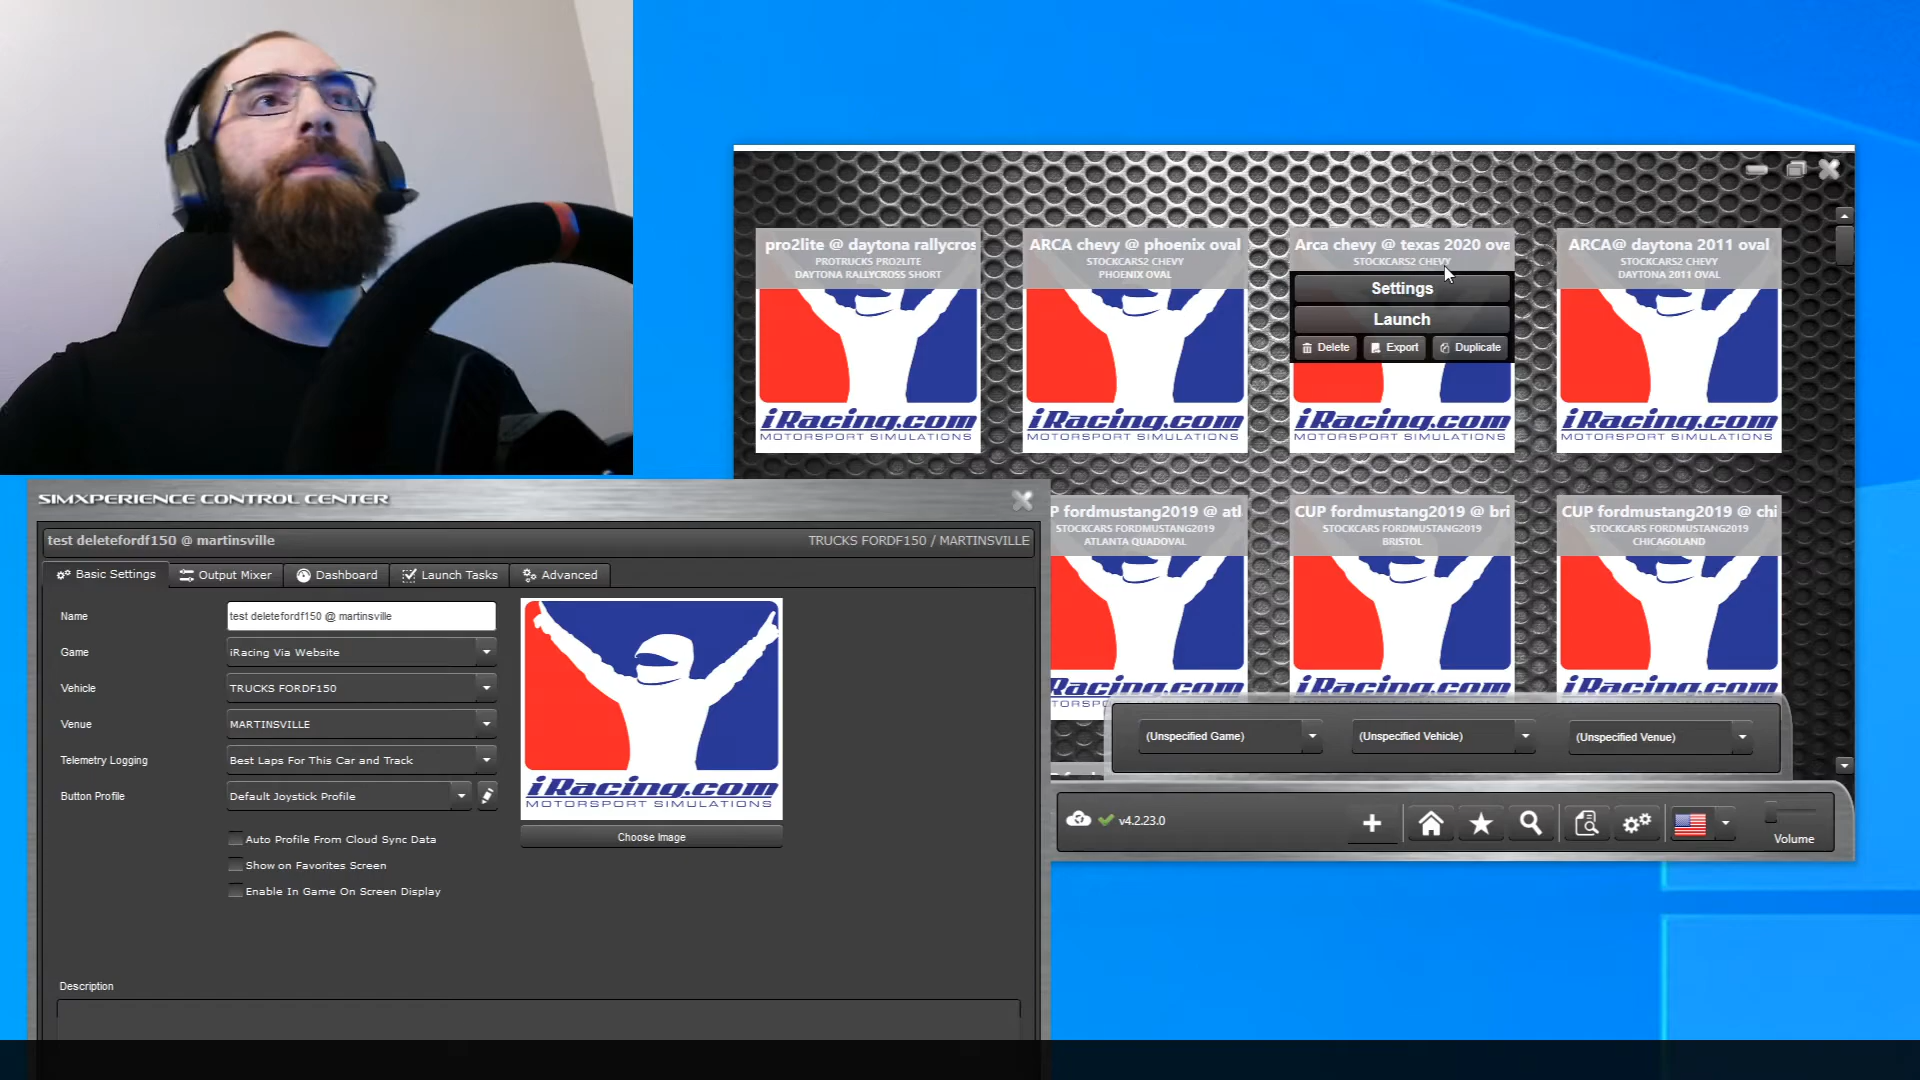 pro2lite @ daytona rallycros
PROTRUCKS PRO2LITE
DAYTONA RALLYCROSS SHORT
iRacing.com
MOTORSPORT SIMULATIONS
ARCA chevy @ phoenix oval
STOCKCARS2 CHEVY
PHOENIX OVAL
iRacing.com
MOTORSPORT SIMULATIONS
Arca chevy @ texas 2020 ova
STOCKCARS2 CHEVY
Settings
Launch
Delete Export Duplicate
iRacing.com
MOTORSPORT SIMULATIONS
ARCA@ daytona 2011 oval
STOCKCARS2 CHEVY
DAYTONA 2011 OVAL
iRacing.com
MOTORSPORT SIMULATIONS
P fordmustang2019 @ atl
STOCKCARS FORDMUSTANG2019
ATLANTA QUADOVAL
Racing.com
CUP fordmustang2019 @ bri
STOCKCARS FORDMUSTANG2019
BRISTOL
iRacing.com
CUP fordmustang2019 @ chi
STOCKCARS FORDMUSTANG2019
CHICAGOLAND
iRacing.com
(Unspecified Game) (Unspecified Vehicle) (Unspecified Venue)
v4.2.23.0
Volume
SIMXPERIENCE CONTROL CENTER
test deletefordf150 @ martinsville TRUCKS FORDF150 / MARTINSVILLE
Basic Settings Output Mixer Dashboard Launch Tasks Advanced
Name test deletefordf150 @ martinsville
Game iRacing Via Website
Vehicle TRUCKS FORDF150
Venue MARTINSVILLE
Telemetry Logging Best Laps For This Car and Track
Button Profile Default Joystick Profile
Auto Profile From Cloud Sync Data
Show on Favorites Screen
Enable In Game On Screen Display
iRacing.com
MOTORSPORT SIMULATIONS
Choose Image
Description